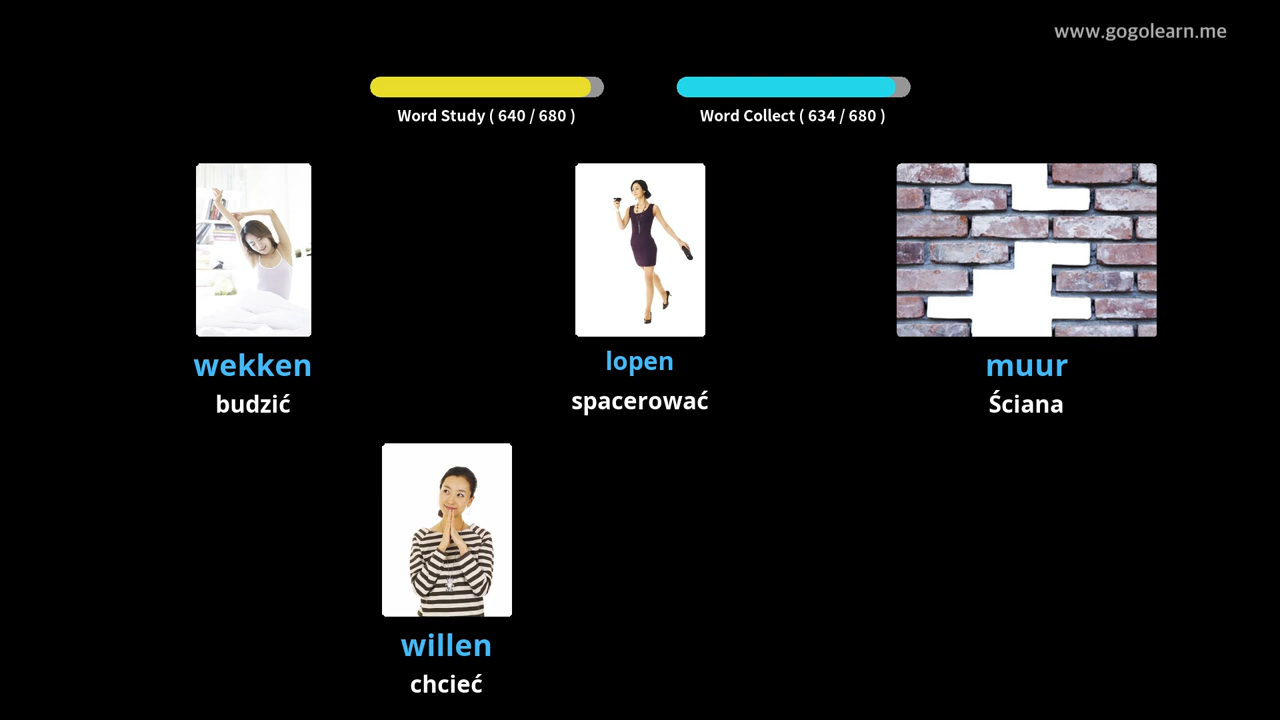 www.gogolearn.me
Word Study ( 640 / 680 )
Word Collect ( 634 / 680 )
wekken
budzić
lopen
spacerować
muur
Ściana
willen
chcieć